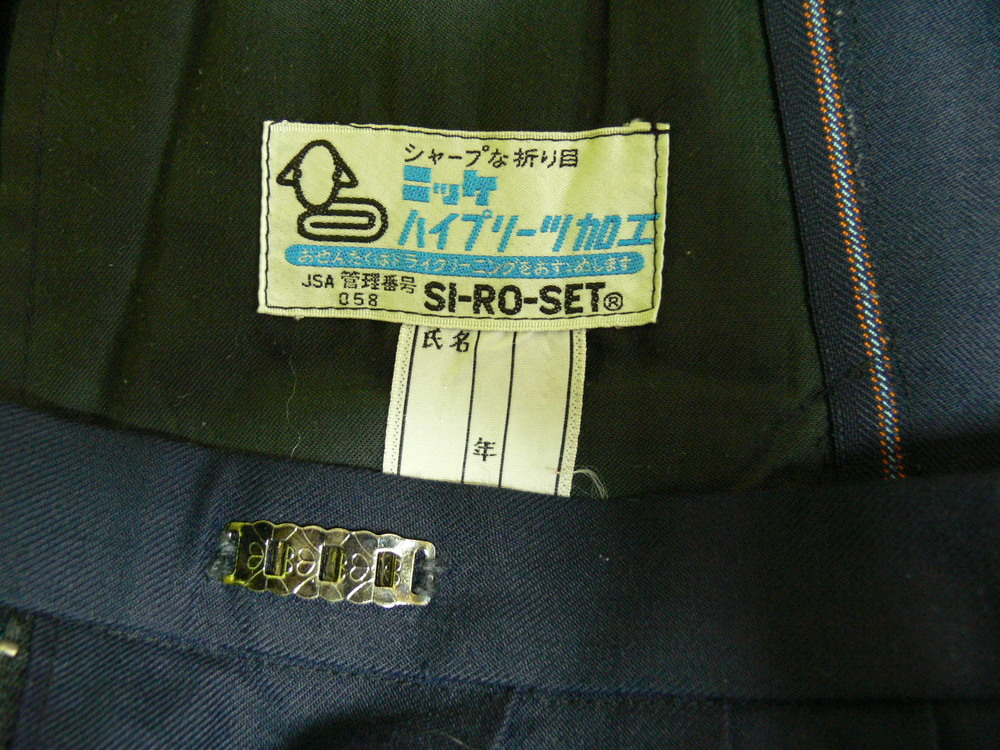 シャープな折り目
ニッケ
ハイプリーツ加工
おせんたくはドライクリーニングをおすゝめします
JSA 管理番号
058
SI-RO-SET®
氏名
年